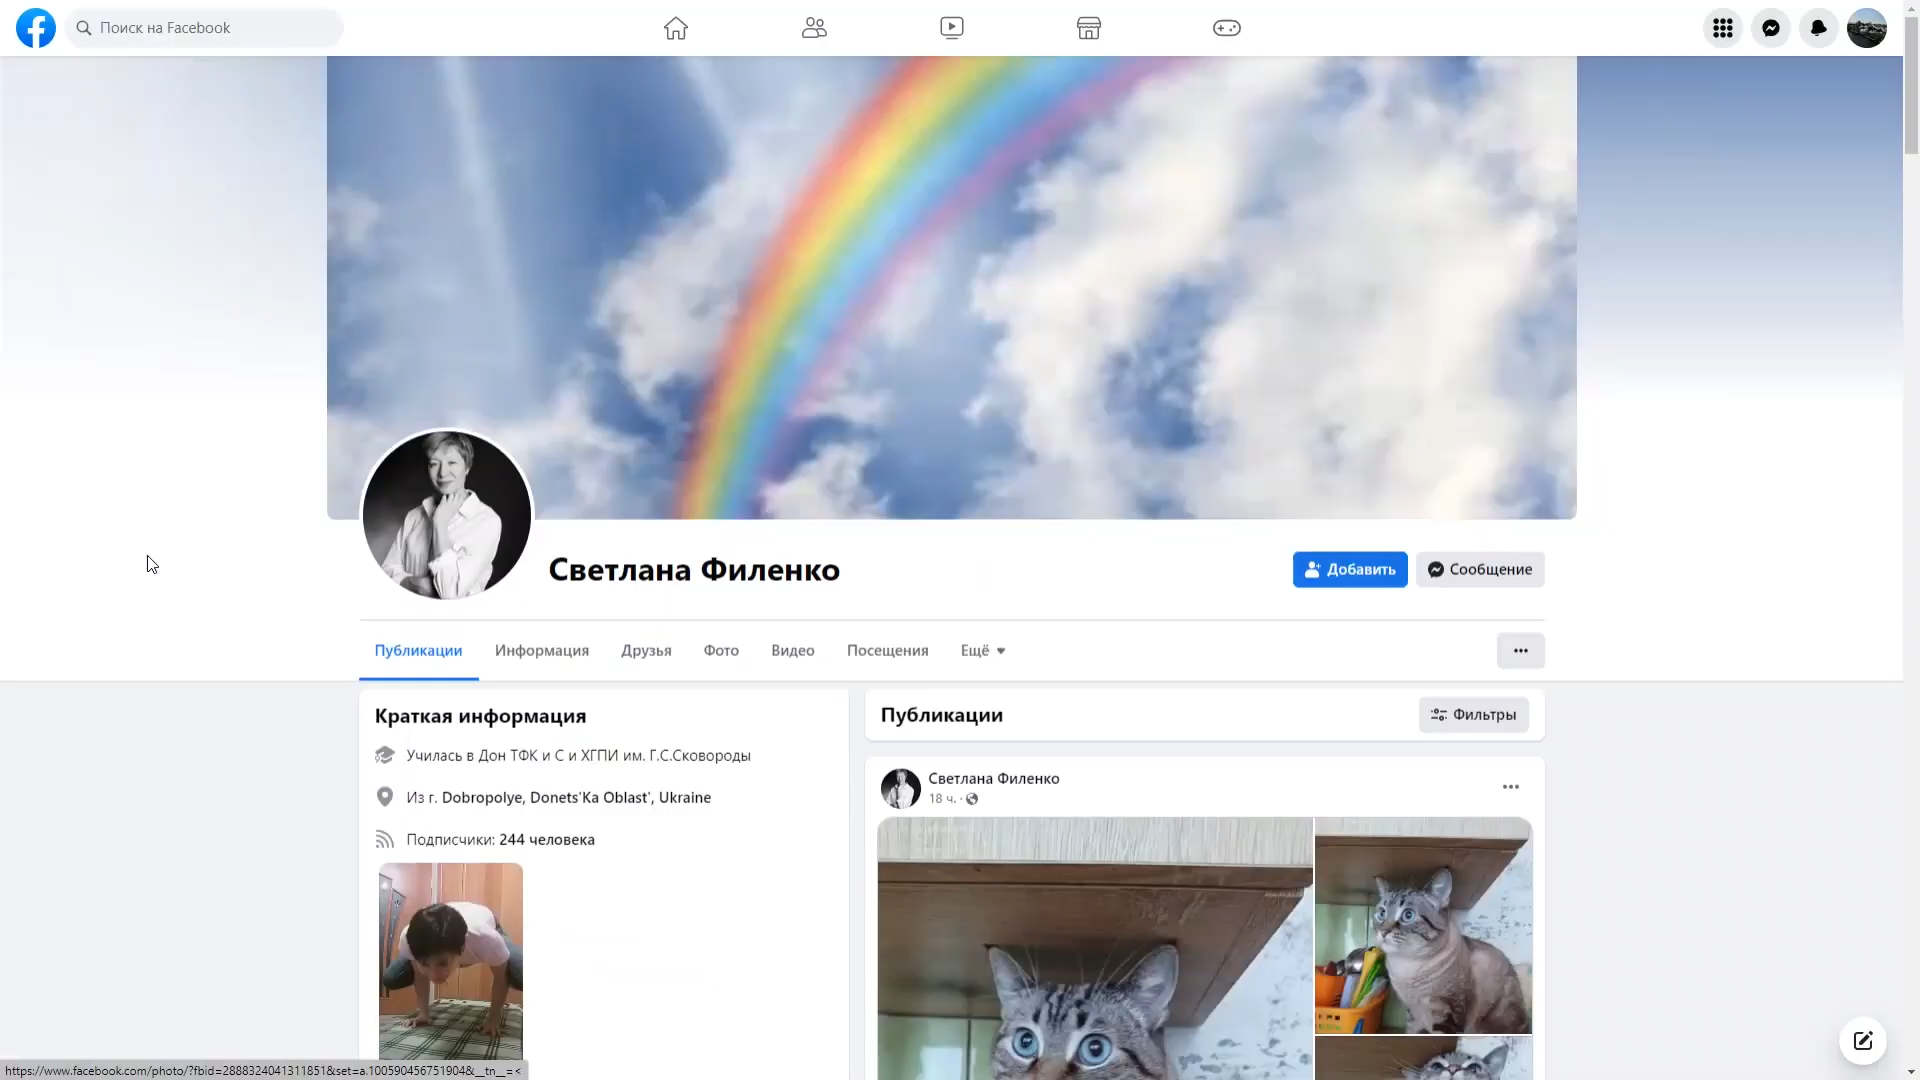 Поиск на Facebook
Светлана Филенко
Добавить
Сообщение
Публикации
Информация
Друзья
Фото
Видео
Посещения
Ещё
Краткая информация
Училась в Дон ТФК и С и ХГПИ им. Г.С.Сковороды
Из г. Dobropolye, Donets'Ka Oblast', Ukraine
Подписчики: 244 человека
Публикации
Фильтры
Светлана Филенко
18 ч. ·
https://www.facebook.com/photo/?fbid=2888324041311851&set=a.100590456751904&__tn__=<